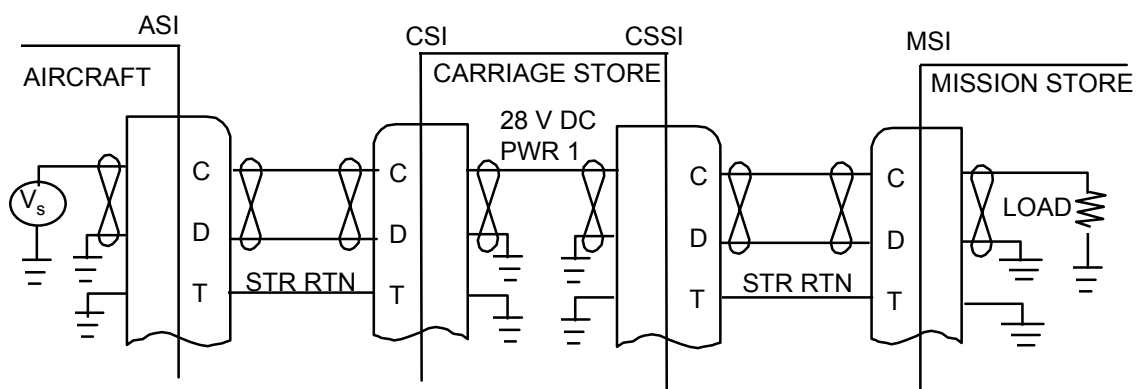 ASI
CSI
CSSI
MSI
AIRCRAFT
CARRIAGE STORE
MISSION STORE
28 V DC
PWR 1
Vs
C
C
C
C
LOAD
D
D
D
D
T
STR RTN
T
T
STR RTN
T